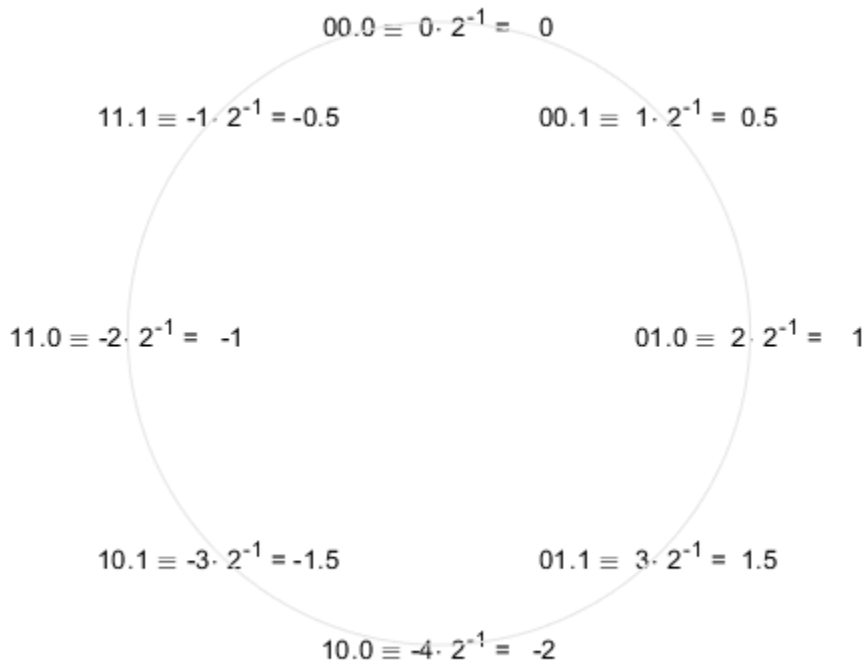 00.0 ≡ 0· 2⁻¹ = 0
11.1 ≡ -1· 2⁻¹ = -0.5
00.1 ≡ 1· 2⁻¹ = 0.5
11.0 ≡ -2· 2⁻¹ = -1
01.0 ≡ 2· 2⁻¹ = 1
10.1 ≡ -3· 2⁻¹ = -1.5
01.1 ≡ 3· 2⁻¹ = 1.5
10.0 ≡ -4· 2⁻¹ = -2